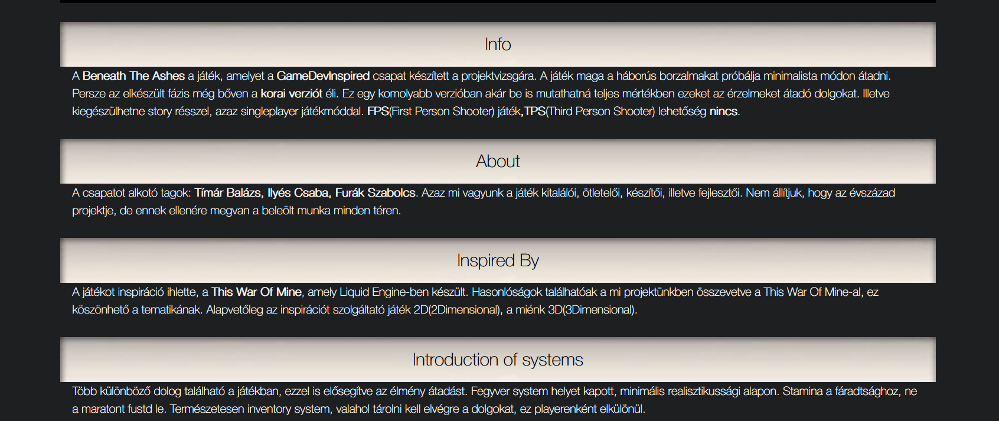 Info
A Beneath The Ashes a játék, amelyet a GameDevInspired csapat készített a projektvizsgára. A játék maga a háborús borzalmakat próbálja minimalista módon átadni.
Persze az elkészült fázis még bőven a korai verziót éli. Ez egy komolyabb verzióban akár be is mutathatná teljes mértékben ezeket az érzelmeket átadó dolgokat. Illetve
kiegészülhetne story résszel, azaz singleplayer játékmóddal. FPS(First Person Shooter) játék,TPS(Third Person Shooter) lehetőség nincs.
About
A csapatot alkotó tagok: Tímár Balázs, Ilyés Csaba, Furák Szabolcs. Azaz mi vagyunk a játék kitalálói, ötletelői, készítői, illetve fejlesztői. Nem állítjuk, hogy az évszázad
projektje, de ennek ellenére megvan a beleölt munka minden téren.
Inspired By
A játékot inspiráció ihlette, a This War Of Mine, amely Liquid Engine-ben készült. Hasonlóságok találhatóak a mi projektünkben összevetve a This War Of Mine-al, ez
köszönhető a tematikának. Alapvetőleg az inspirációt szolgáltató játék 2D(2Dimensional), a miénk 3D(3Dimensional).
Introduction of systems
Több különböző dolog található a játékban, ezzel is elősegítve az élmény átadást. Fegyver system helyet kapott, minimális realisztikussági alapon. Stamina a fáradtsághoz, ne
a maratont fustd le. Természetesen inventory system, valahol tárolni kell elvégre a dolgokat, ez playerenként elkülönül.